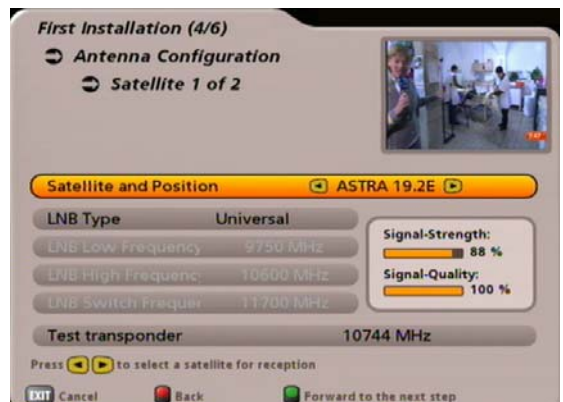 First Installation (4/6)
Antenna Configuration
Satellite 1 of 2
Satellite and Position ASTRA 19.2E
LNB Type Universal
LNB Low Frequency 9750 MHz
LNB High Frequenc 10600 MHz
LNB Switch Frequer 11700 MHz
Signal-Strength:
88 %
Signal-Quality:
100 %
Test transponder 10744 MHz
Press to select a satellite for reception
EXIT Cancel Back Forward to the next step